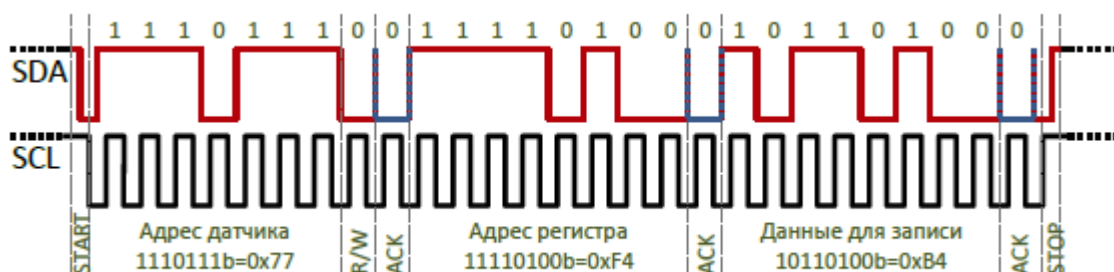 1 1 1 0 1 1 1 0 0 1 1 1 1 0 1 0 0 0 1 0 1 1 0 1 0 0 0
SDA
SCL
START
Адрес датчика
1110111b=0x77
R/W
ACK
Адрес регистра
11110100b=0xF4
ACK
Данные для записи
10110100b=0xB4
ACK
STOP